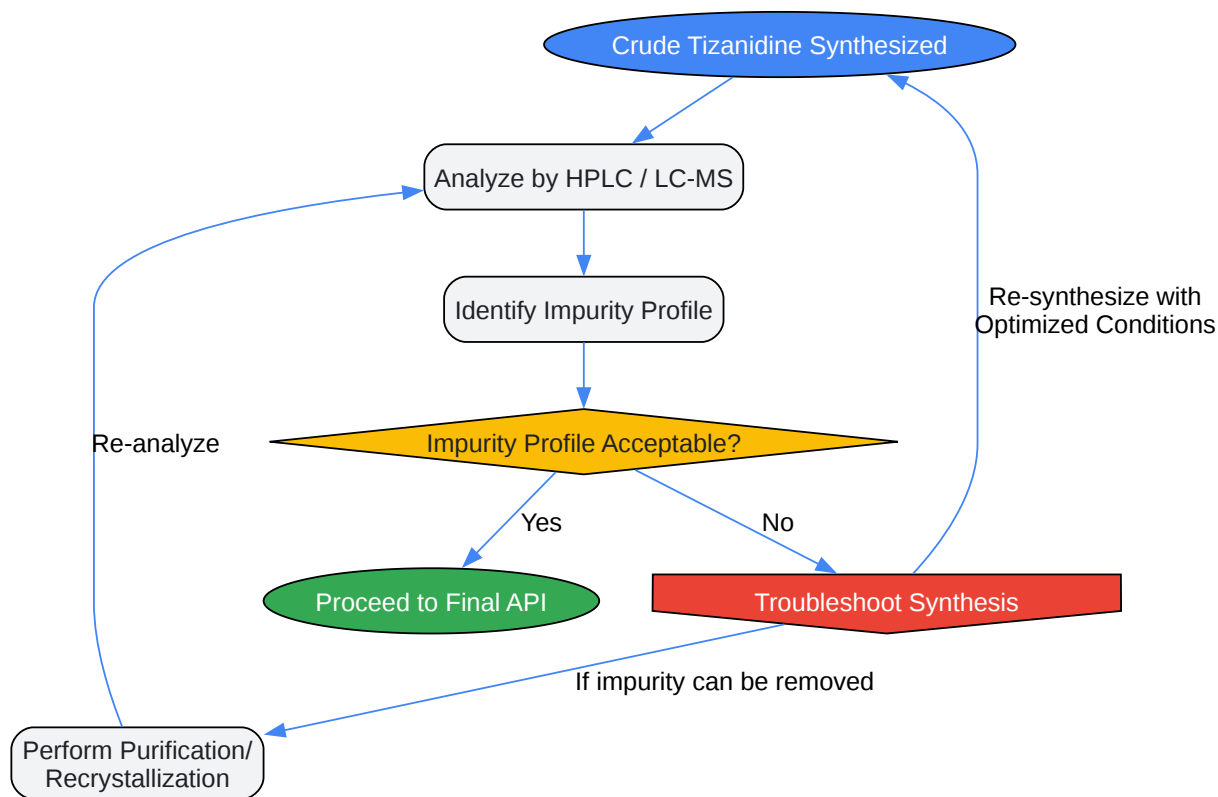 Crude Tizanidine Synthesized
Analyze by HPLC / LC-MS
Re-synthesize with
Optimized Conditions
Identify Impurity Profile
Impurity Profile Acceptable?
Re-analyze
Yes
No
Proceed to Final API
Troubleshoot Synthesis
If impurity can be removed
Perform Purification/
Recrystallization